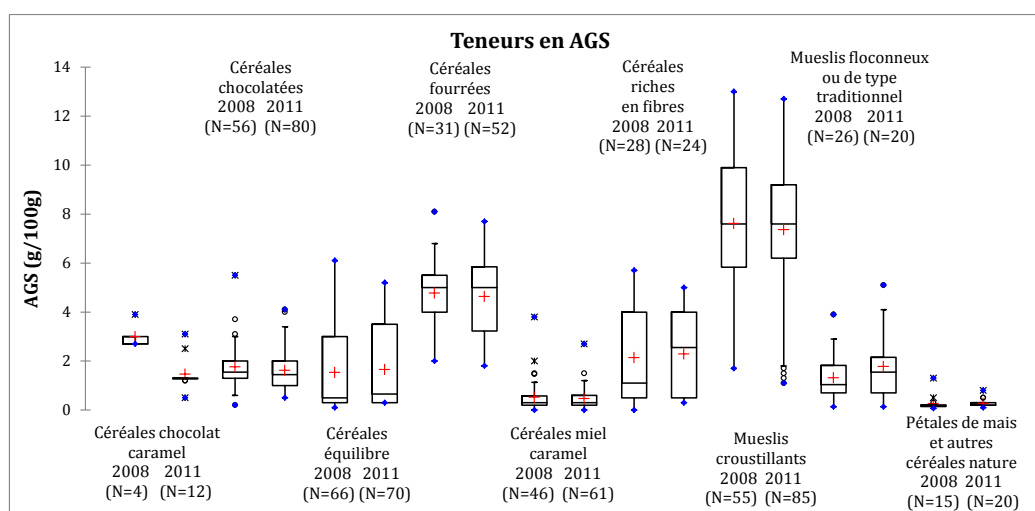 Teneurs en AGS
AGS (g/100g)
14
12
10
8
6
4
2
0
Céréales
chocolatées
2008 2011
(N=56) (N=80)
Céréales
fourrées
2008 2011
(N=31) (N=52)
Céréales
riches
en fibres
2008 2011
(N=28) (N=24)
Mueslis floconneux
ou de type
traditionnel
2008 2011
(N=26) (N=20)
Céréales chocolat
caramel
2008 2011
(N=4) (N=12)
Céréales
équilibre
2008 2011
(N=66) (N=70)
Céréales miel
caramel
2008 2011
(N=46) (N=61)
Mueslis
croustillants
2008 2011
(N=55) (N=85)
Pétales de mais
et autres
céréales nature
2008 2011
(N=15) (N=20)